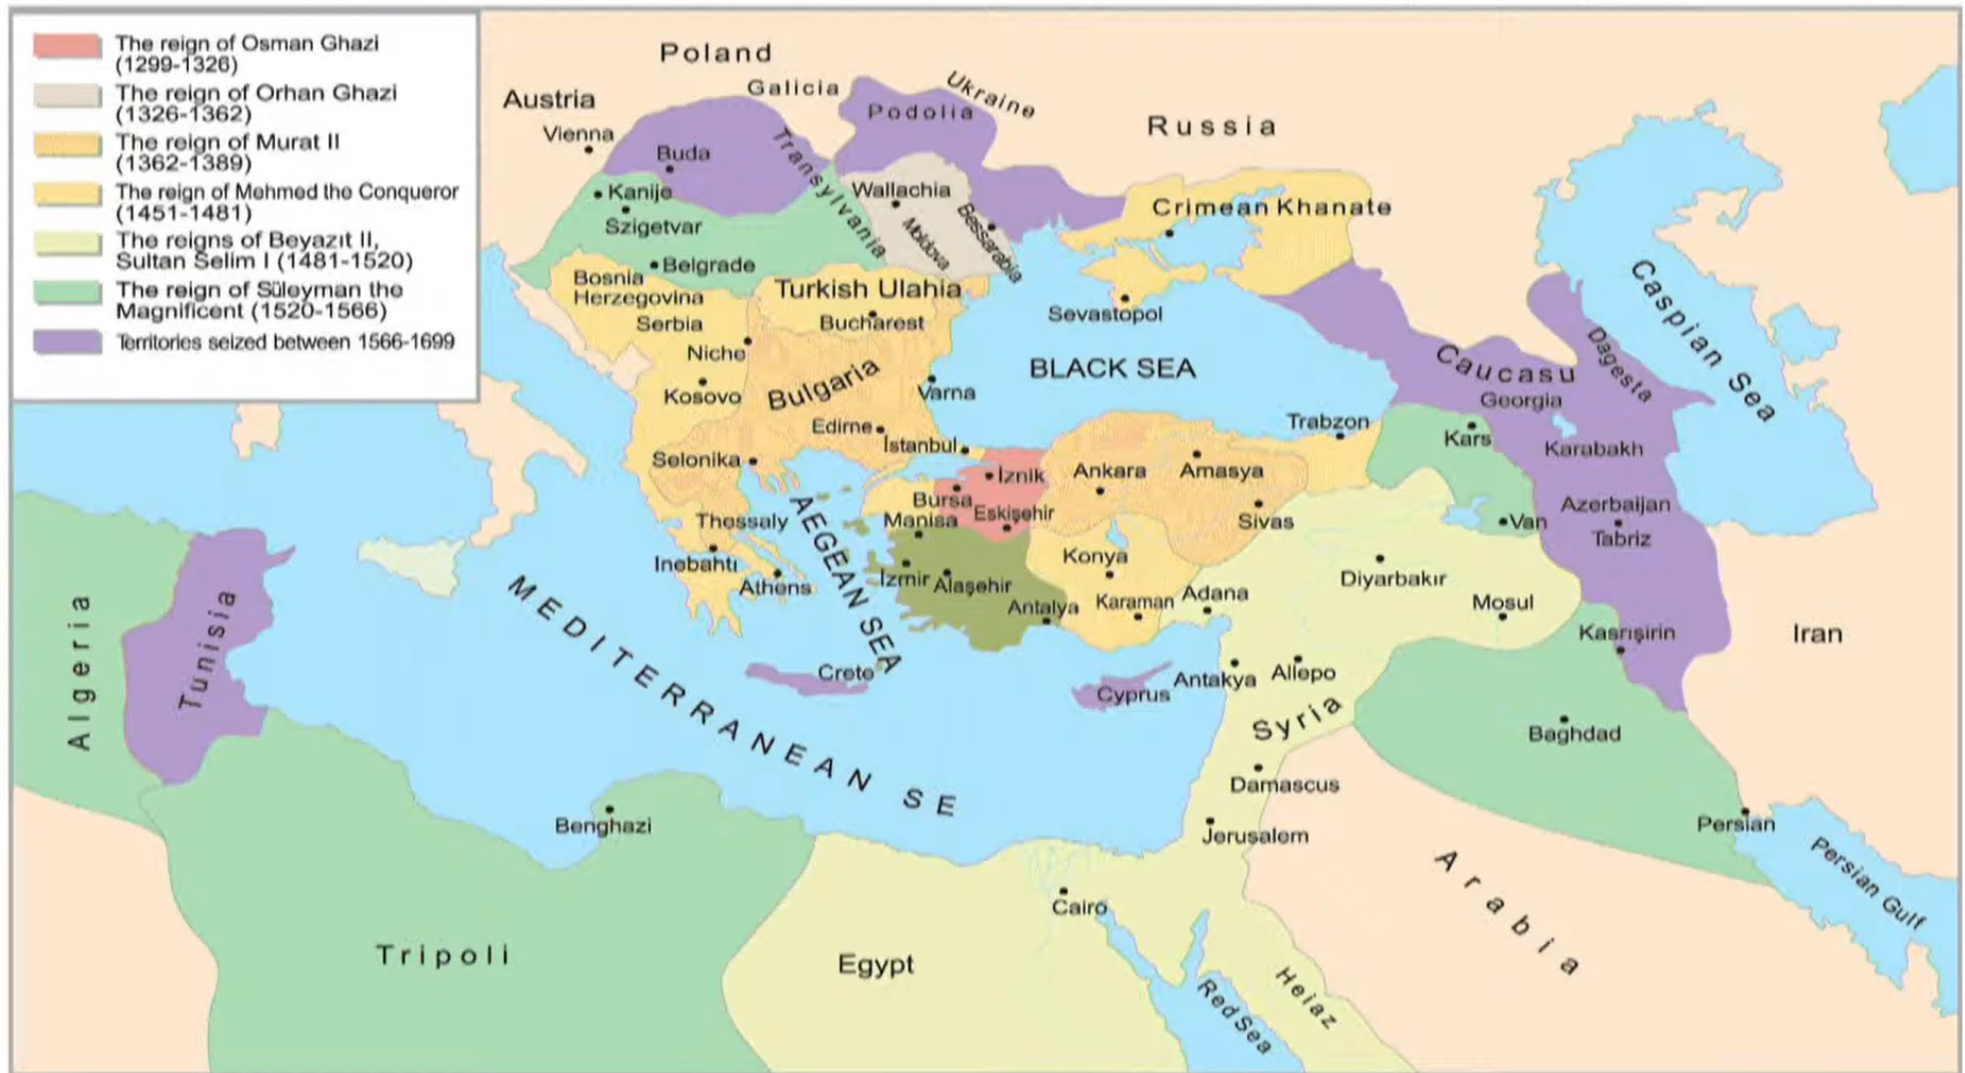 The reign of Osman Ghazi
(1299-1326)
The reign of Orhan Ghazi
(1326-1362)
The reign of Murat II
(1362-1389)
The reign of Mehmed the Conqueror
(1451-1481)
The reigns of Beyazıt II,
Sultan Selim I (1481-1520)
The reign of Süleyman the
Magnificent (1520-1566)
Territories seized between 1566-1699
Poland
Galicia
Ukraine
Austria
Podolia
Russia
Vienna
Buda
Transylvania
Kanije
Wallachia
Crimean Khanate
Szigetvar
Moldova
Bessarabia
Belgrade
Bosnia
Herzegovina
Turkish Ulahia
Caspian Sea
Serbia
Bucharest
Sevastopol
Niche
BLACK SEA
Caucasu
Dagesta
Kosovo
Bulgaria
Varna
Georgia
Edirne
Trabzon
İstanbul
Kars
Karabakh
Selonika
İznik
Ankara
Amasya
Bursa
Eskişehir
Azerbaijan
Thessaly
Manisa
Sivas
Van
Tabriz
AEGEAN SEA
Inebahtı
Konya
Athens
İzmir
Alaşehir
Diyarbakır
Antalya
Karaman
Adana
Mosul
Algeria
Tunisia
MEDITERRANEAN SE
Kasrışirin
Iran
Crete
Cyprus
Antakya
Allepo
Syria
Baghdad
Damascus
Benghazi
Jerusalem
Persian
Persian Gulf
Arabia
Cairo
Tripoli
Egypt
Red Sea
Heiaz